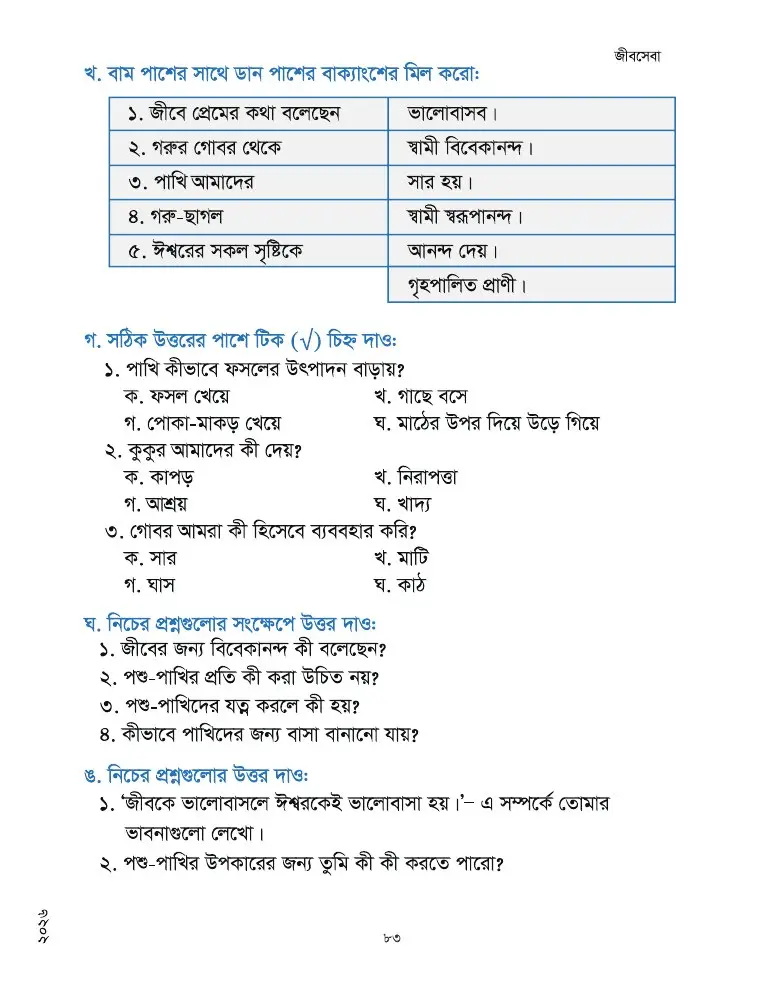 জীবসেবা
খ. বাম পাশের সাথে ডান পাশের বাক্যাংশের মিল করো:
১. জীবে প্রেমের কথা বলেছেন	ভালোবাসব।
২. গরুর গোবর থেকে	স্বামী বিবেকানন্দ।
৩. পাখি আমাদের	সার হয়।
৪. গরু-ছাগল	স্বামী স্বরূপানন্দ।
৫. ঈশ্বরের সকল সৃষ্টিকে	আনন্দ দেয়।
গৃহপালিত প্রাণী।
গ. সঠিক উত্তরের পাশে টিক (√) চিহ্ন দাও:
১. পাখি কীভাবে ফসলের উৎপাদন বাড়ায়?
ক. ফসল খেয়ে	খ. গাছে বসে
গ. পোকা-মাকড় খেয়ে	ঘ. মাঠের উপর দিয়ে উড়ে গিয়ে
২. কুকুর আমাদের কী দেয়?
ক. কাপড়	খ. নিরাপত্তা
গ. আশ্রয়	ঘ. খাদ্য
৩. গোবর আমরা কী হিসেবে ব্যববহার করি?
ক. সার	খ. মাটি
গ. ঘাস	ঘ. কাঠ
ঘ. নিচের প্রশ্নগুলোর সংক্ষেপে উত্তর দাও:
১. জীবের জন্য বিবেকানন্দ কী বলেছেন?
২. পশু-পাখির প্রতি কী করা উচিত নয়?
৩. পশু-পাখিদের যত্ন করলে কী হয়?
৪. কীভাবে পাখিদের জন্য বাসা বানানো যায়?
ঙ. নিচের প্রশ্নগুলোর উত্তর দাও:
১. ‘জীবকে ভালোবাসলে ঈশ্বরকেই ভালোবাসা হয়।’– এ সম্পর্কে তোমার
ভাবনাগুলো লেখো।
২. পশু-পাখির উপকারের জন্য তুমি কী কী করতে পারো?
২০২৬
৮৩